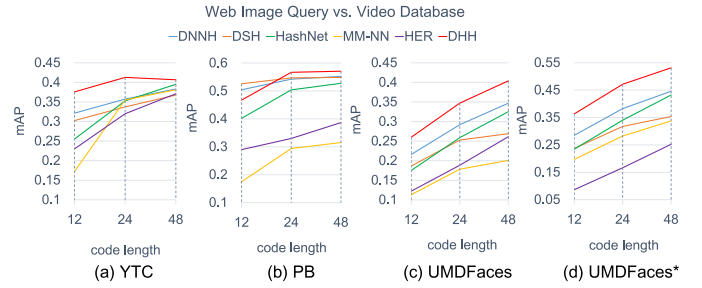 Web Image Query vs. Video Database
DNNH DSH HashNet MM-NN HER DHH
mAP
0.45
0.4
0.35
0.3
0.25
0.2
0.15
0.1
12 24 48
code length
(a) YTC
mAP
0.6
0.5
0.4
0.3
0.2
0.1
12 24 48
code length
(b) PB
mAP
0.45
0.4
0.35
0.3
0.25
0.2
0.15
0.1
12 24 48
code length
(c) UMDFaces
mAP
0.55
0.45
0.35
0.25
0.15
0.05
12 24 48
code length
(d) UMDFaces*